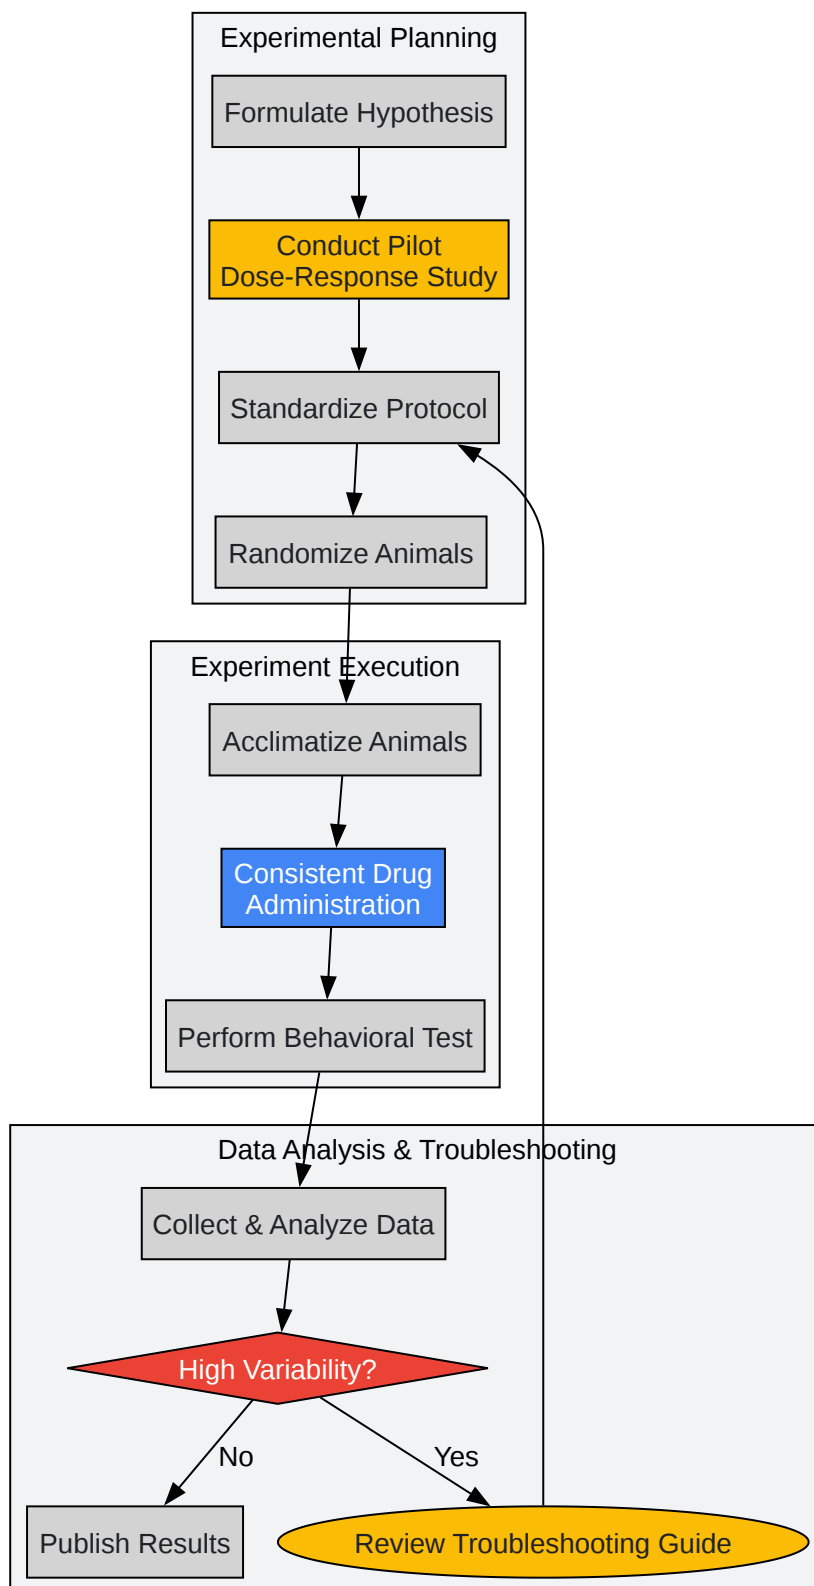 Experimental Planning
Formulate Hypothesis
Conduct Pilot
Dose-Response Study
Standardize Protocol
Randomize Animals
Experiment Execution
Acclimatize Animals
Consistent Drug
Administration
Perform Behavioral Test
Data Analysis & Troubleshooting
Collect & Analyze Data
High Variability?
No
Yes
Publish Results
Review Troubleshooting Guide